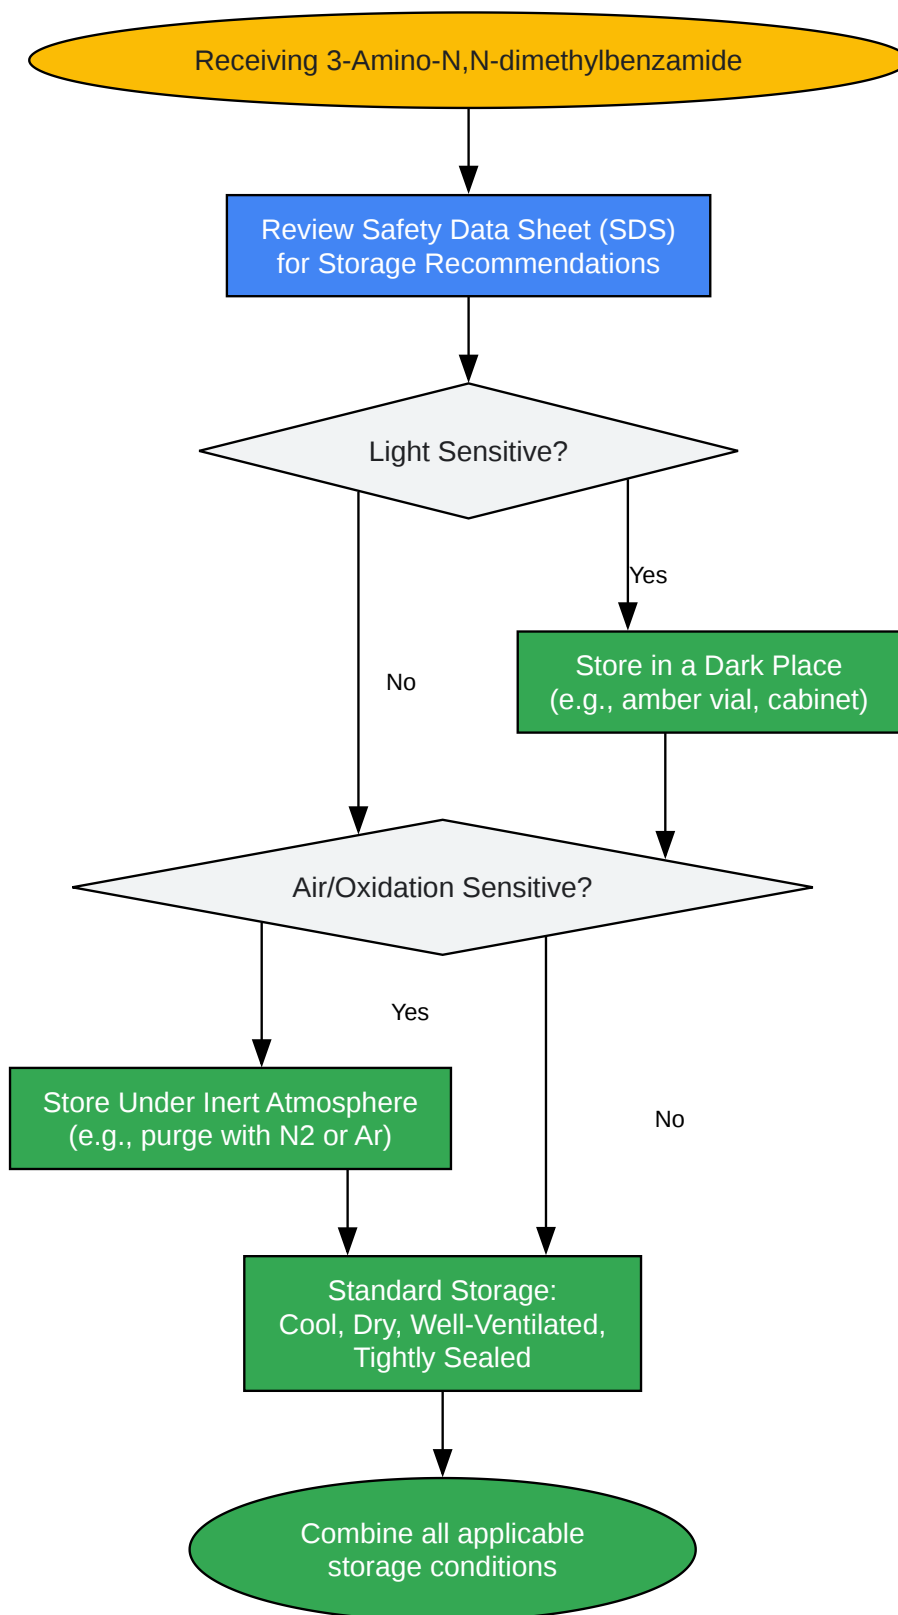 Receiving 3-Amino-N,N-dimethylbenzamide
Review Safety Data Sheet (SDS)
for Storage Recommendations
Light Sensitive?
Yes
Store in a Dark Place
(e.g., amber vial, cabinet)
No
Air/Oxidation Sensitive?
Yes
Store Under Inert Atmosphere
(e.g., purge with N2 or Ar)
No
Standard Storage:
Cool, Dry, Well-Ventilated,
Tightly Sealed
Combine all applicable
storage conditions